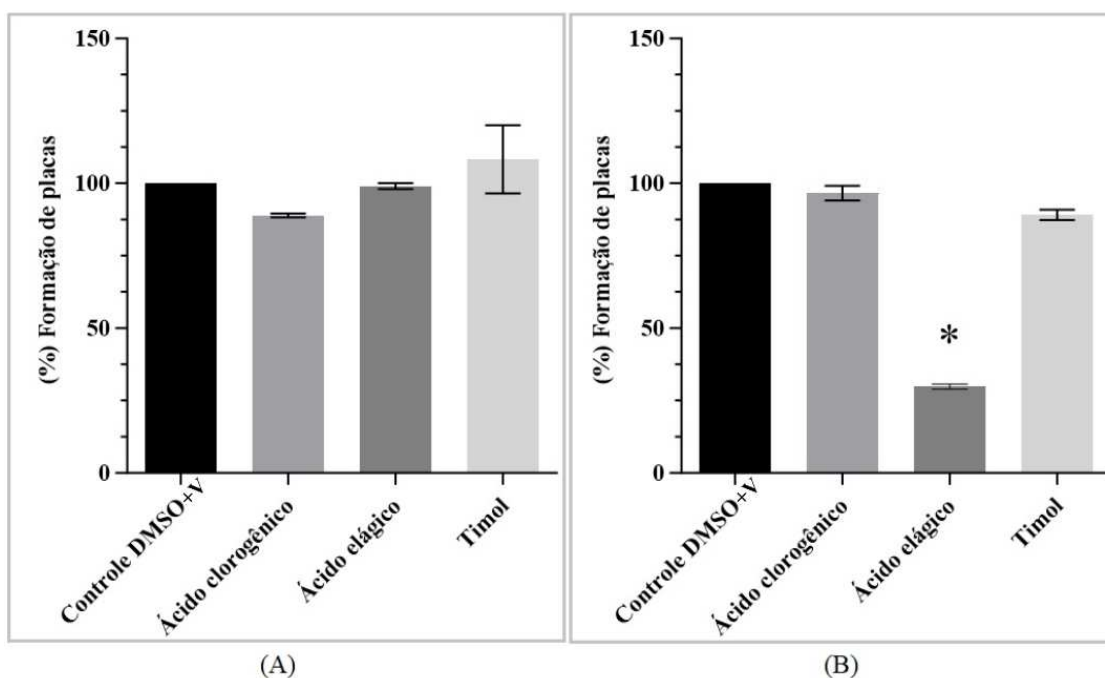 150
100
50
0
(%) Formação de placas
Controle DMSO+V
Ácido clorogênico
Ácido elágico
Timol
(A)
150
100
50
0
(%) Formação de placas
*
Controle DMSO+V
Ácido clorogênico
Ácido elágico
Timol
(B)